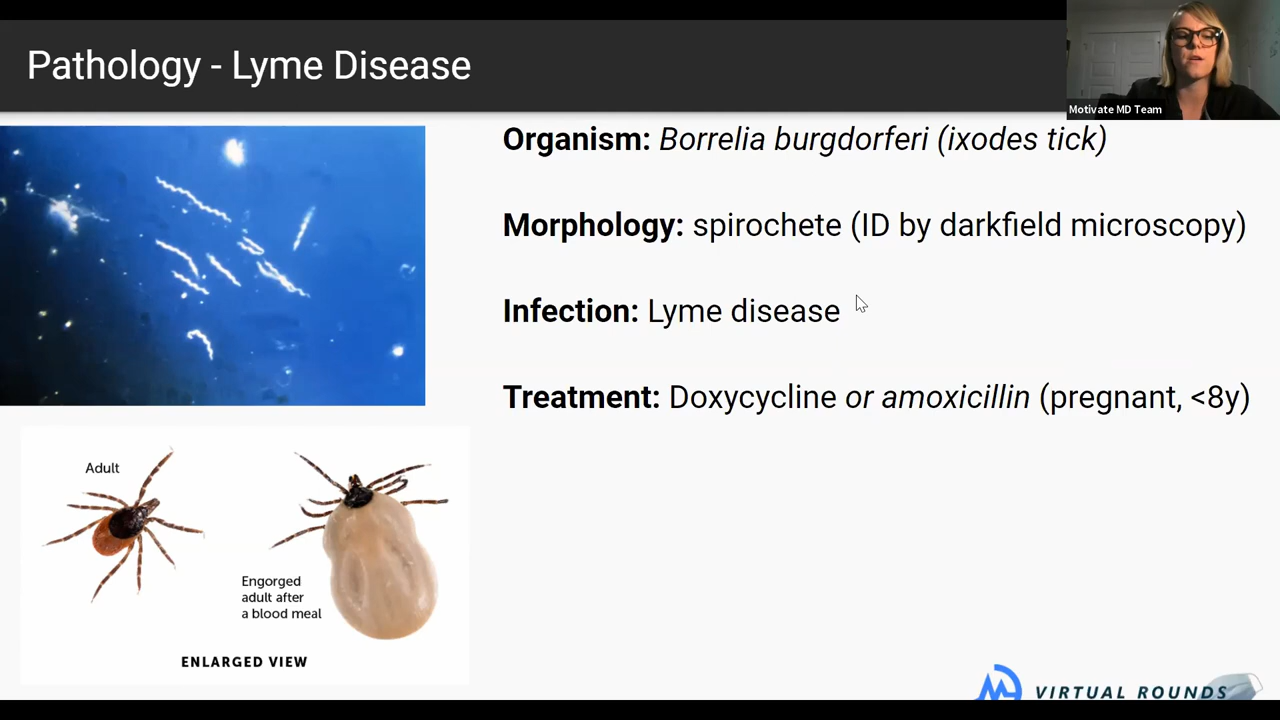 Pathology - Lyme Disease
Motivate MD Team
Organism: Borrelia burgdorferi (ixodes tick)
Morphology: spirochete (ID by darkfield microscopy)
Infection: Lyme disease
Treatment: Doxycycline or amoxicillin (pregnant, <8y)
Adult
Engorged
adult after
a blood meal
ENLARGED VIEW
VIRTUAL ROUNDS